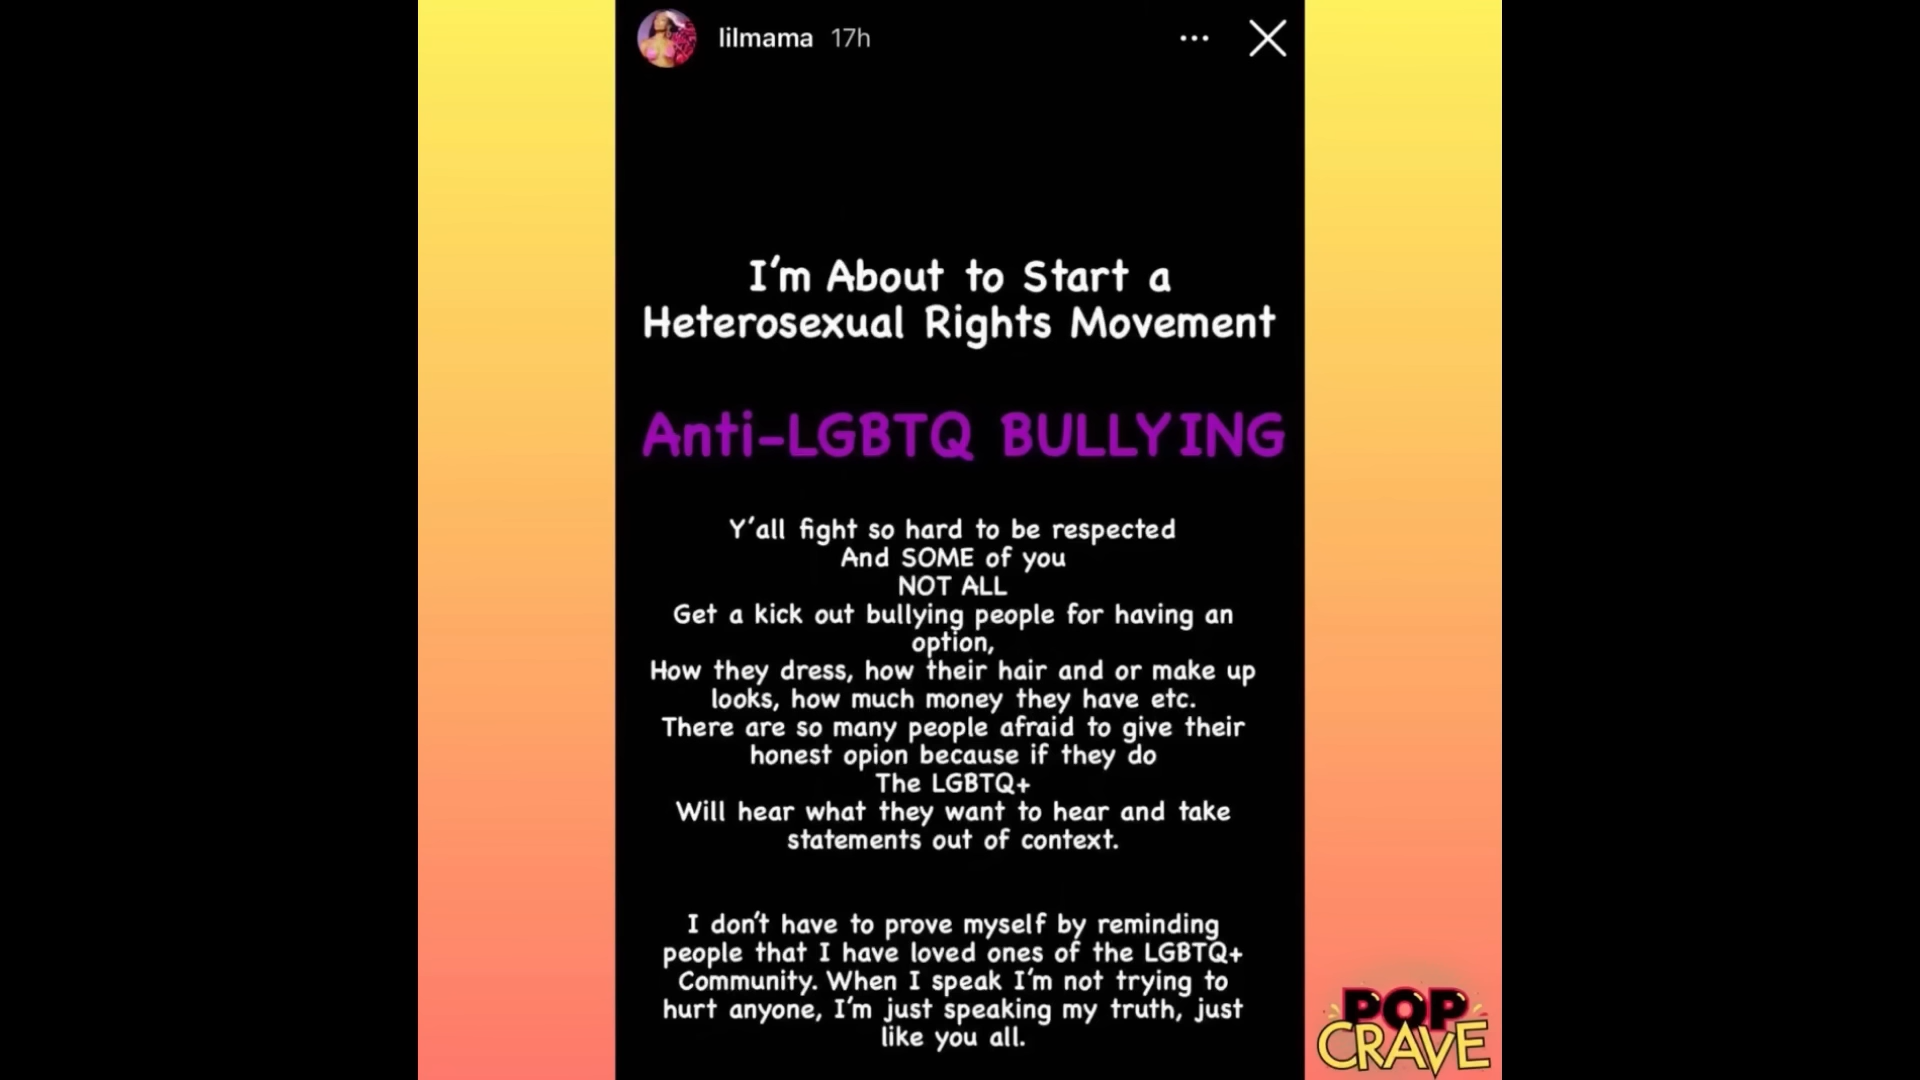 lilmama 17h
I'm About to Start a
Heterosexual Rights Movement
Anti-LGBTQ BULLYING
Y'all fight so hard to be respected
And SOME of you
NOT ALL
Get a kick out bullying people for having an
option,
How they dress, how their hair and or make up
looks, how much money they have etc.
There are so many people afraid to give their
honest opion because if they do
The LGBTQ+
Will hear what they want to hear and take
statements out of context.
I don't have to prove myself by reminding
people that I have loved ones of the LGBTQ+
Community. When I speak I'm not trying to
hurt anyone, I'm just speaking my truth, just
like you all.
POP
CRAVE